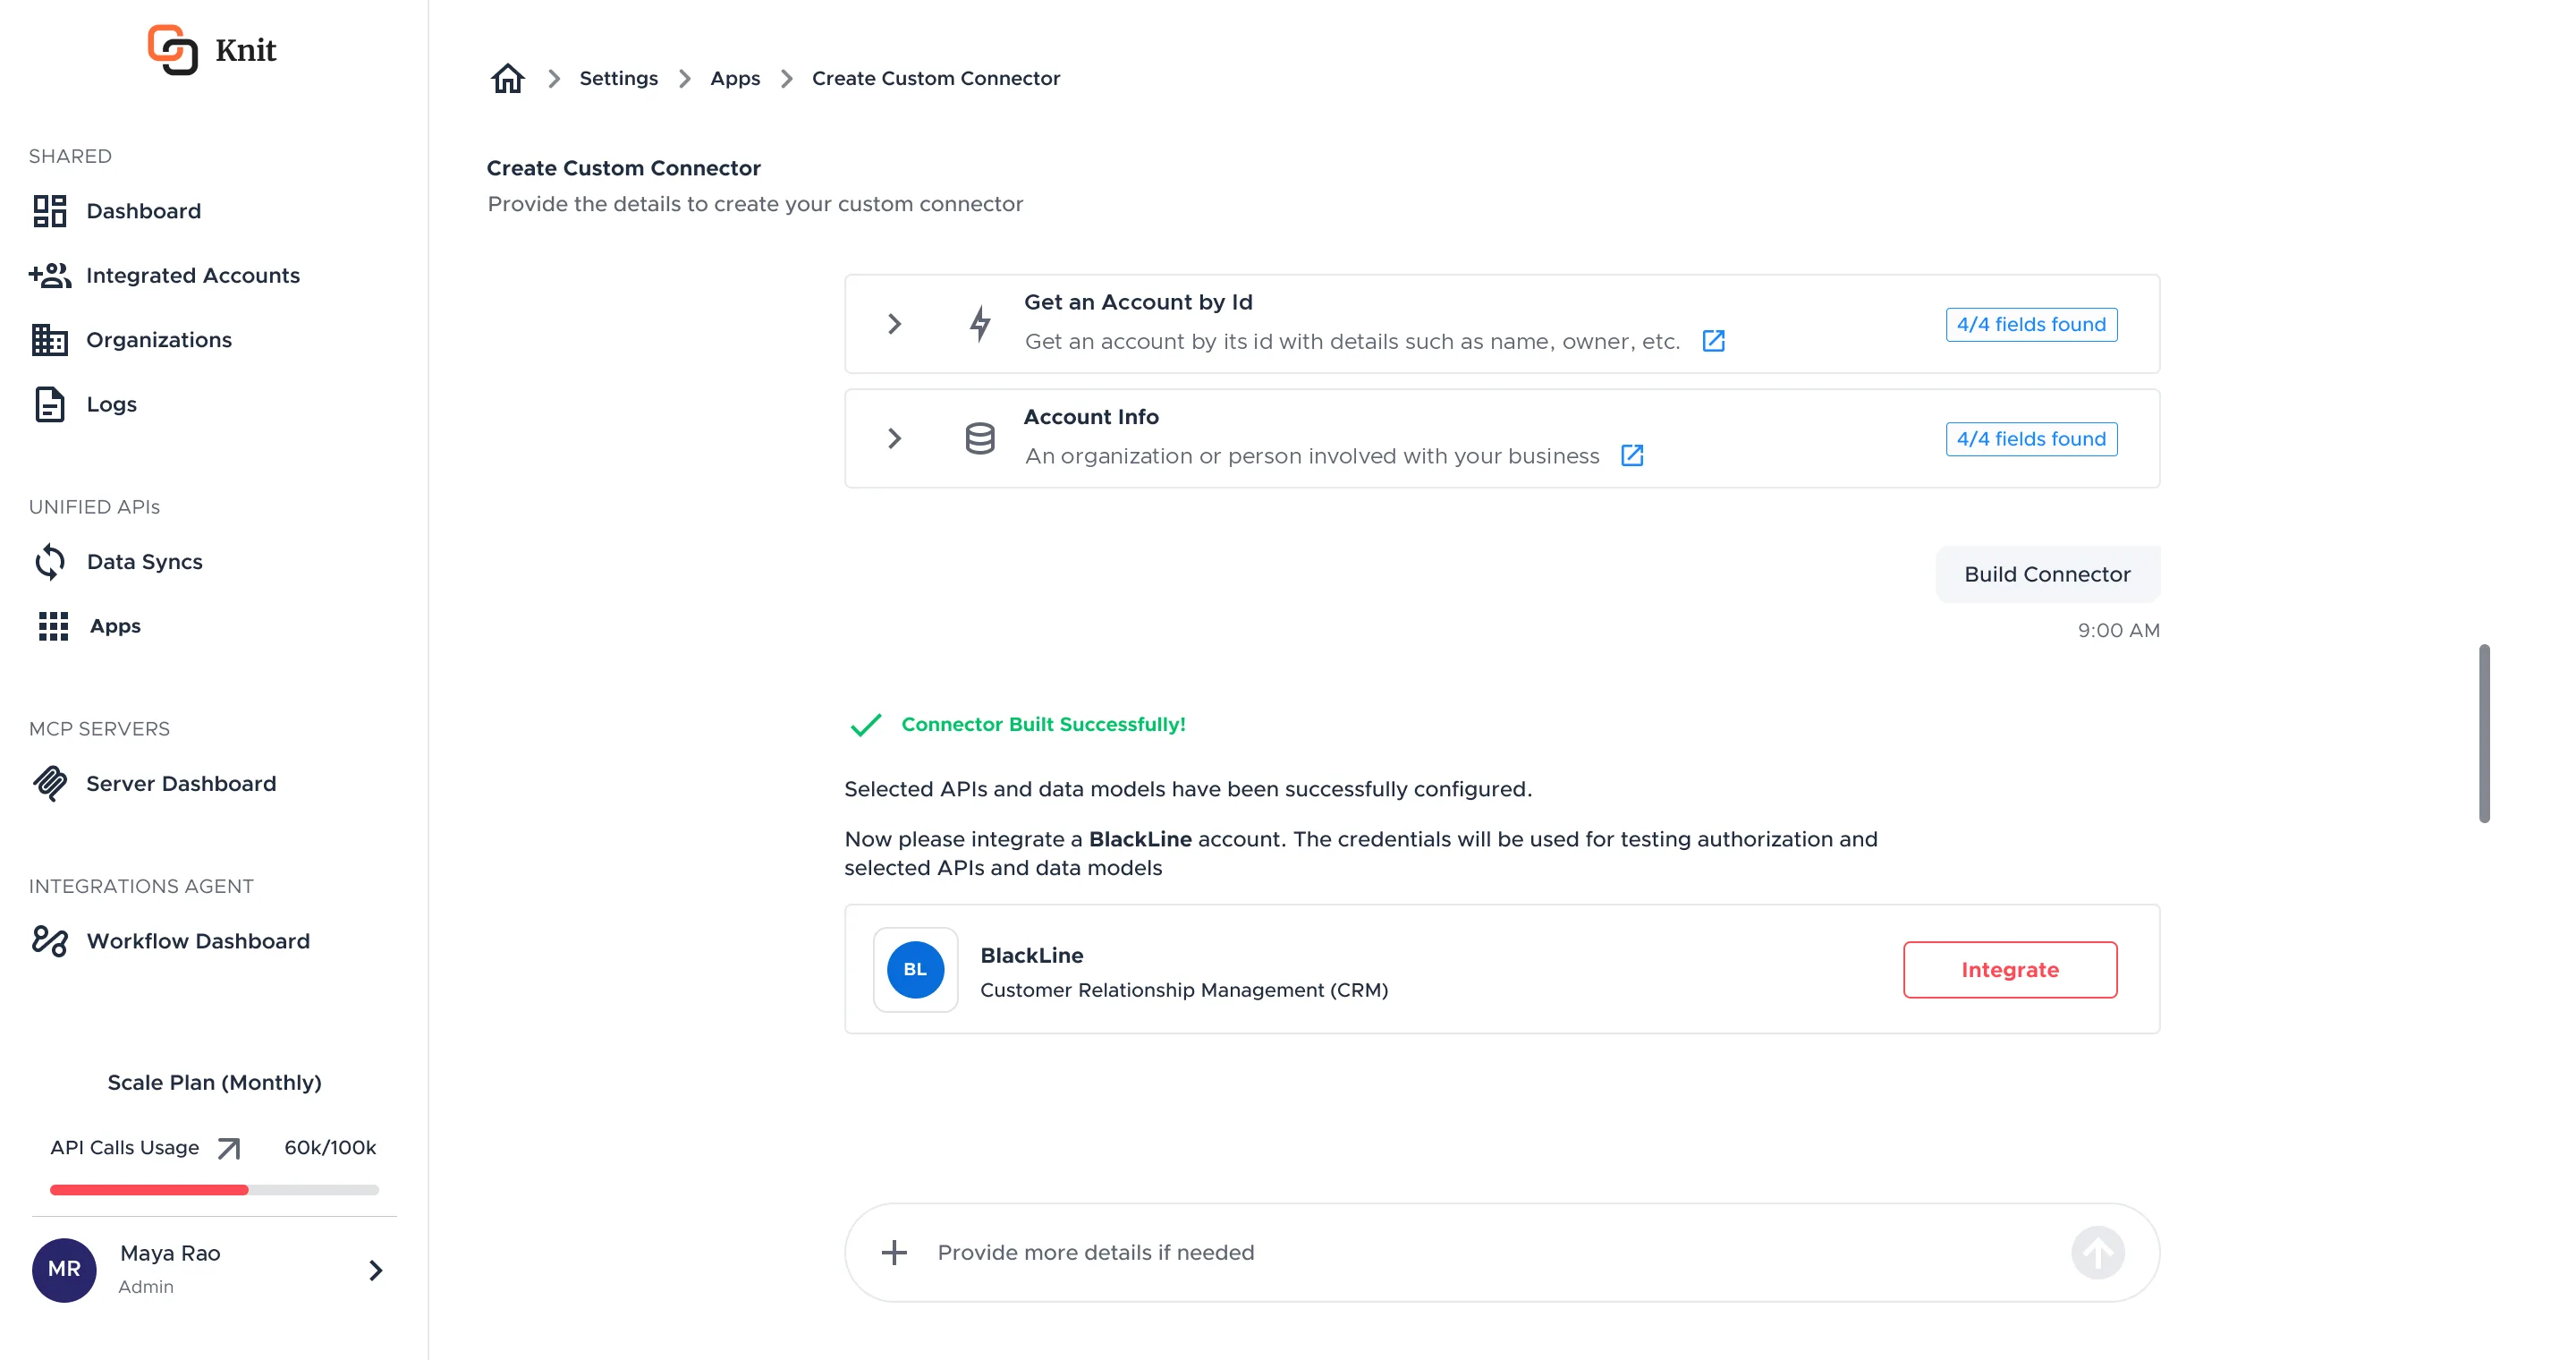 Knit
SHARED
Dashboard
Integrated Accounts
Organizations
Logs
UNIFIED APIs
Data Syncs
Apps
MCP SERVERS
Server Dashboard
INTEGRATIONS AGENT
Workflow Dashboard
Scale Plan (Monthly)
API Calls Usage 60k/100k
MR
Maya Rao
Admin
Settings Apps Create Custom Connector
Create Custom Connector
Provide the details to create your custom connector
Get an Account by Id
Get an account by its id with details such as name, owner, etc.
4/4 fields found
Account Info
An organization or person involved with your business
4/4 fields found
Build Connector
9:00 AM
Connector Built Successfully!
Selected APIs and data models have been successfully configured.
Now please integrate a BlackLine account. The credentials will be used for testing authorization and
selected APIs and data models
BL
BlackLine
Customer Relationship Management (CRM)
Integrate
Provide more details if needed